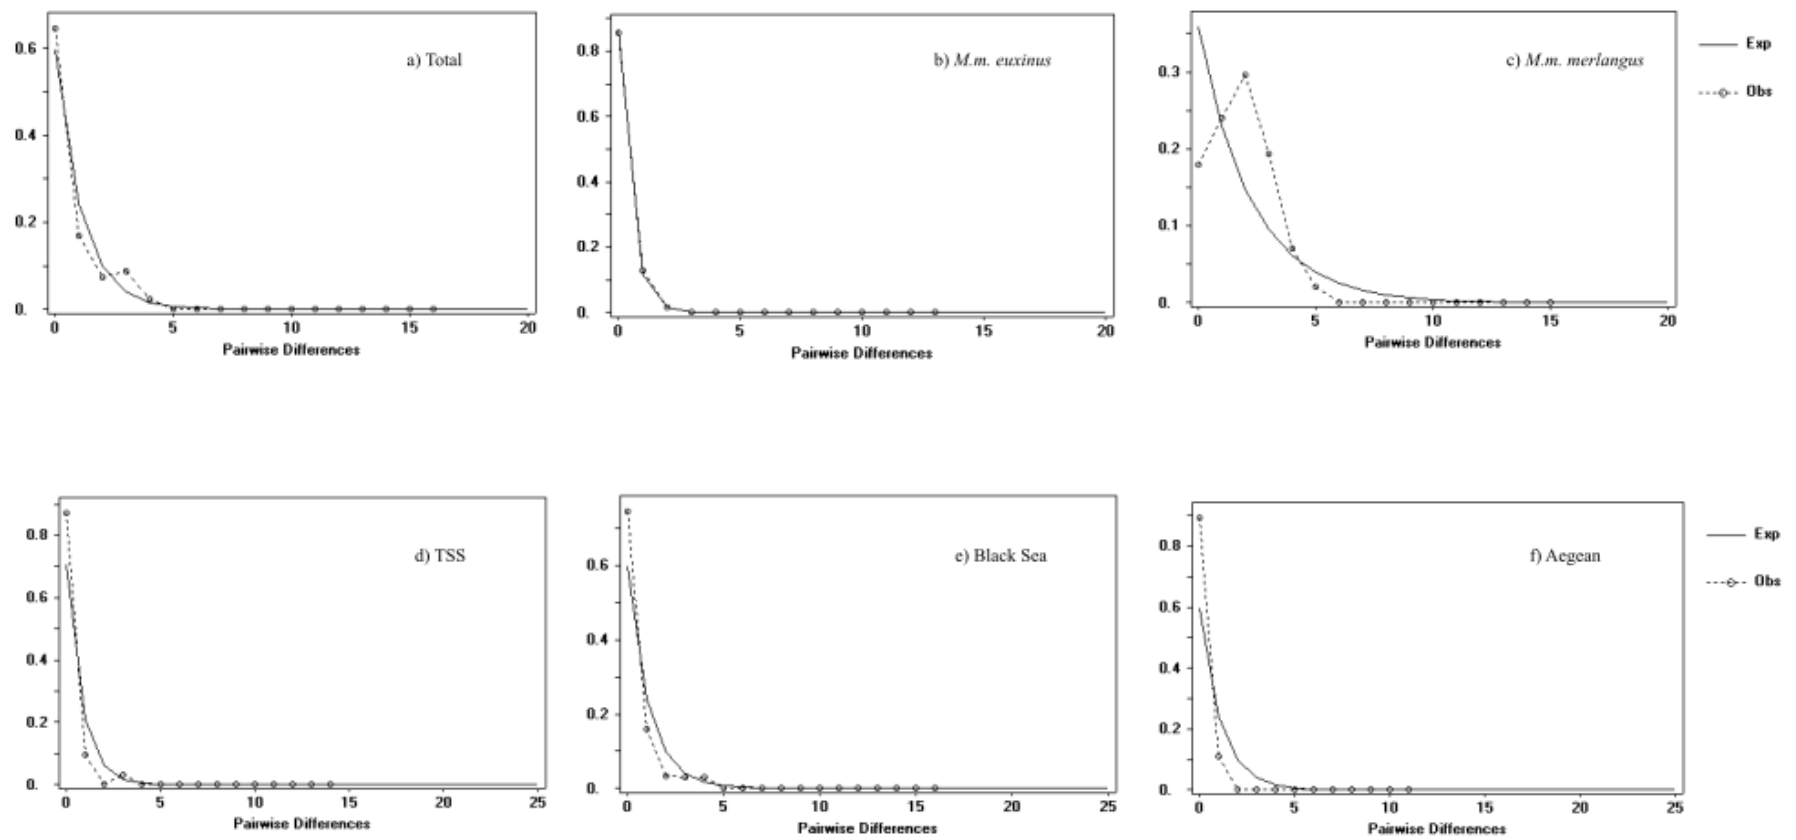 a) Total
0.6
0.4
0.2
0.
0 5 10 15 20
Pairwise Differences
b) M.m. euxinus
0.8
0.6
0.4
0.2
0.
0 5 10 15 20
Pairwise Differences
c) M.m. merlangus
0.3
0.2
0.1
0.
0 5 10 15 20
Pairwise Differences
Exp
Obs
d) TSS
0.8
0.6
0.4
0.2
0.
0 5 10 15 20 25
Pairwise Differences
e) Black Sea
0.6
0.4
0.2
0.
0 5 10 15 20 25
Pairwise Differences
f) Aegean
0.8
0.6
0.4
0.2
0.
0 5 10 15 20 25
Pairwise Differences
Exp
Obs